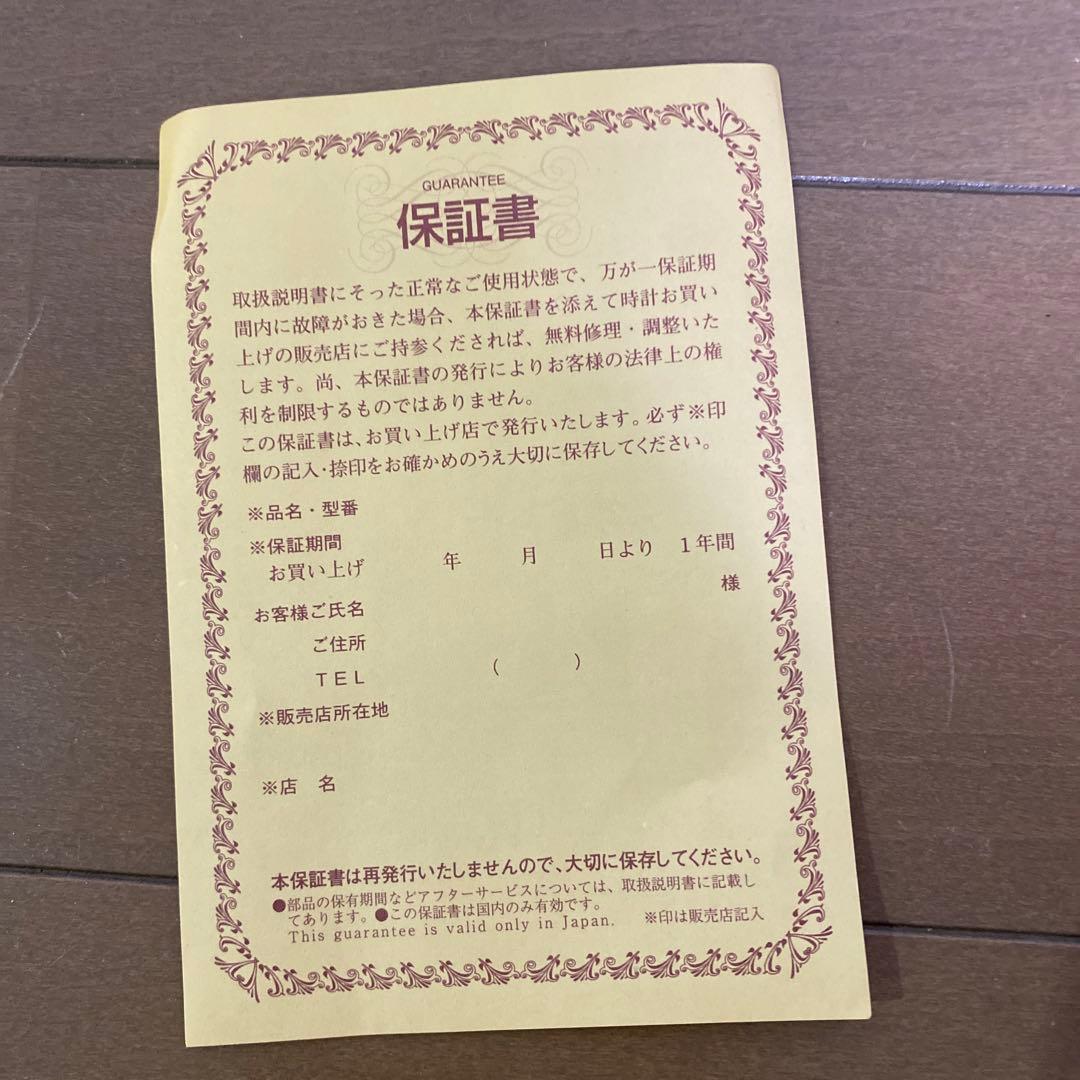 GUARANTEE
保証書
取扱説明書にそった正常なご使用状態で、万が一保証期
間内に故障がおきた場合、本保証書を添えて時計お買い
上げの販売店にご持参くだされば、無料修理・調整いた
します。尚、本保証書の発行によりお客様の法律上の権
利を制限するものではありません。
この保証書は、お買い上げ店で発行いたします。必ず※印
欄の記入・捺印をお確かめのうえ大切に保存してください。
※品名・型番
※保証期間
お買い上げ 年 月 日より 1年間
お客様ご氏名 様
ご住所
TEL ( )
※販売店所在地
※店 名
本保証書は再発行いたしませんので、大切に保存してください。
●部品の保有期間などアフターサービスについては、取扱説明書に記載し
てあります。●この保証書は国内のみ有効です。
This guarantee is valid only in Japan. ※印は販売店記入